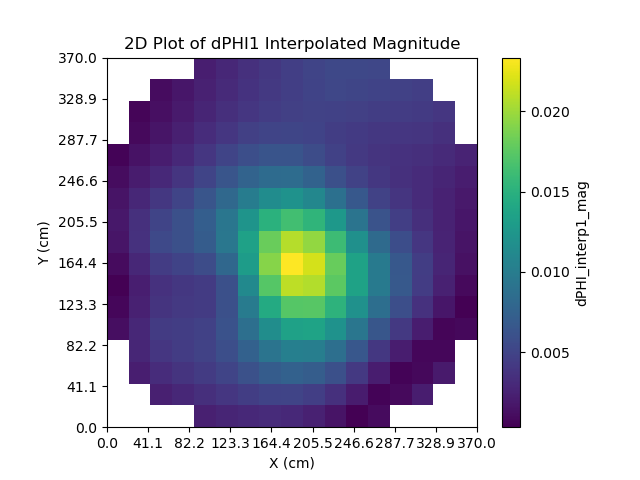 2D Plot of dPHI1 Interpolated Magnitude
370.0
328.9
287.7
246.6
205.5
164.4
123.3
82.2
41.1
0.0
Y (cm)
0.0 41.1 82.2 123.3 164.4 205.5 246.6 287.7 328.9 370.0
X (cm)
0.020
0.015
0.010
0.005
dPHI_interp1_mag